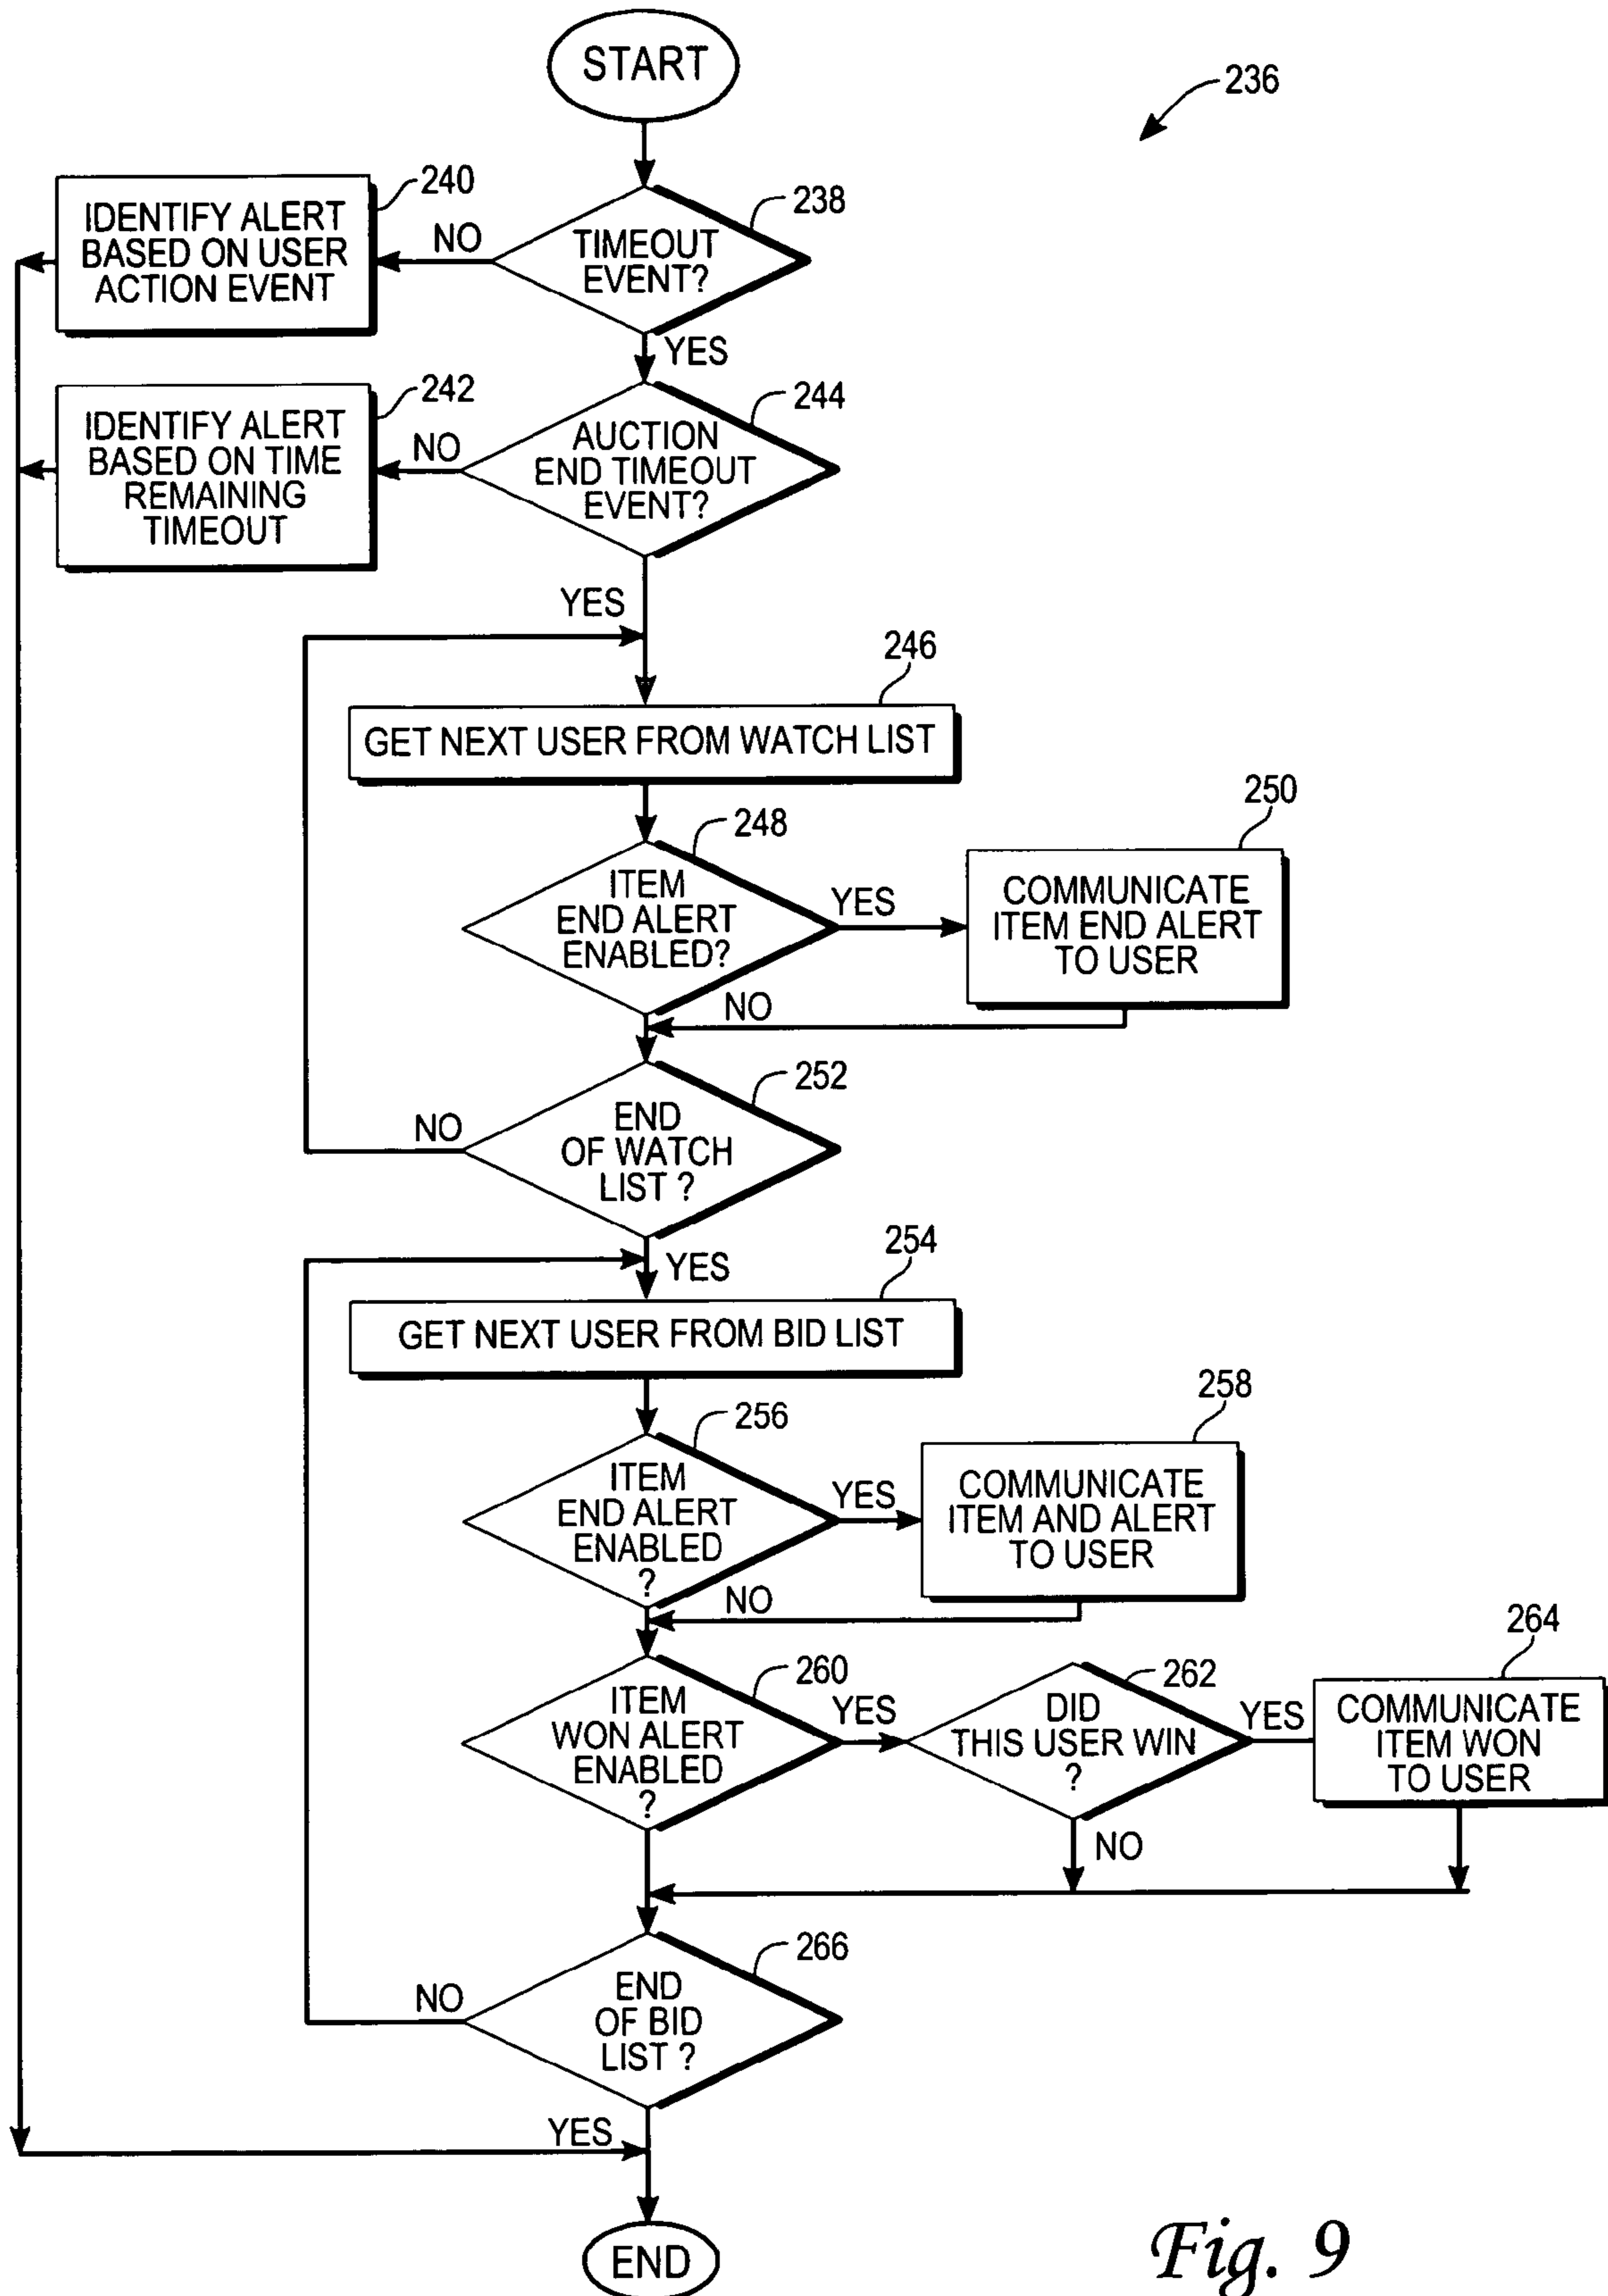 START
236
240
IDENTIFY ALERT
BASED ON USER
ACTION EVENT
NO
238
TIMEOUT
EVENT?
YES
242
IDENTIFY ALERT
BASED ON TIME
REMAINING
TIMEOUT
NO
244
AUCTION
END TIMEOUT
EVENT?
YES
246
GET NEXT USER FROM WATCH LIST
248
ITEM
END ALERT
ENABLED?
YES
250
COMMUNICATE
ITEM END ALERT
TO USER
NO
252
END
OF WATCH
LIST ?
NO
YES
254
GET NEXT USER FROM BID LIST
256
ITEM
END ALERT
ENABLED
?
YES
258
COMMUNICATE
ITEM AND ALERT
TO USER
NO
260
ITEM
WON ALERT
ENABLED
?
YES
262
DID
THIS USER WIN
?
YES
264
COMMUNICATE
ITEM WON
TO USER
NO
266
END
OF BID
LIST ?
NO
YES
END
Fig. 9